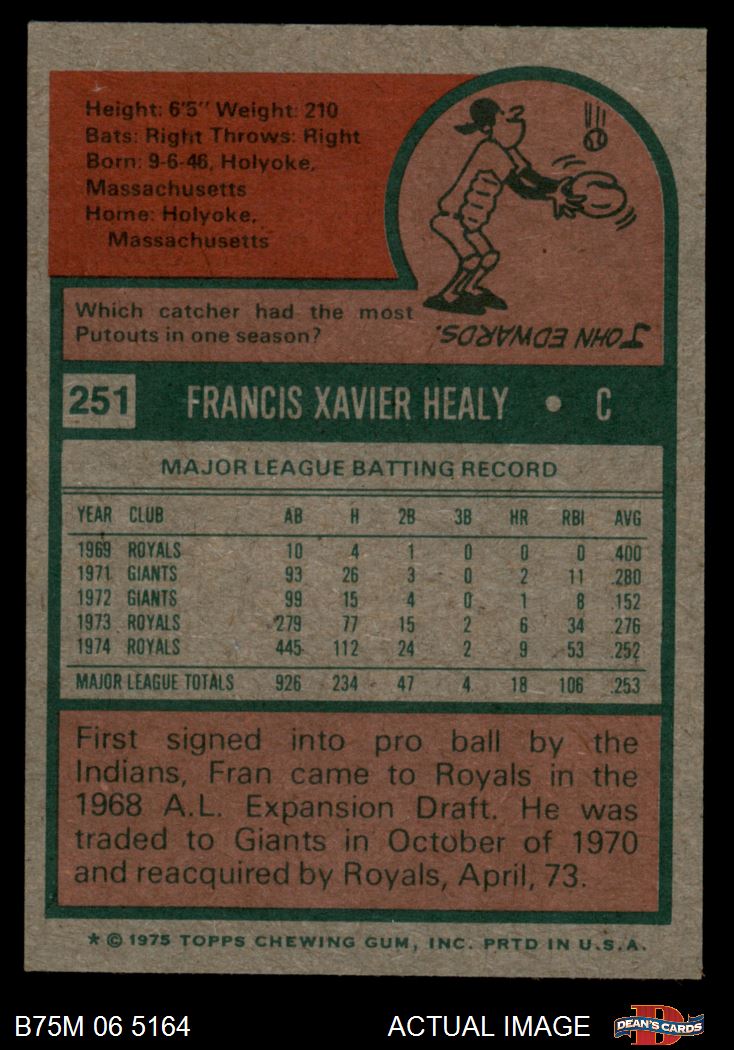 Height: 6'5" Weight: 210
Bats: Right Throws: Right
Born: 9-6-46, Holyoke,
Massachusetts
Home: Holyoke,
Massachusetts
Which catcher had the most
Putouts in one season?
JOHN EDWARDS.
251 FRANCIS XAVIER HEALY • C
MAJOR LEAGUE BATTING RECORD
YEAR CLUB AB H 2B 3B HR RBI AVG
1969 ROYALS 10 4 1 0 0 0 400
1971 GIANTS 93 26 3 0 2 11 .280
1972 GIANTS 99 15 4 0 1 8 .152
1973 ROYALS 279 77 15 2 6 34 .276
1974 ROYALS 445 112 24 2 9 53 .252
MAJOR LEAGUE TOTALS 926 234 47 4 18 106 .253
First signed into pro ball by the
Indians, Fran came to Royals in the
1968 A.L. Expansion Draft. He was
traded to Giants in October of 1970
and reacquired by Royals, April, 73.
* © 1975 TOPPS CHEWING GUM, INC. PRTD IN U.S.A.
B75M 06 5164 ACTUAL IMAGE D DEAN'S CARDS